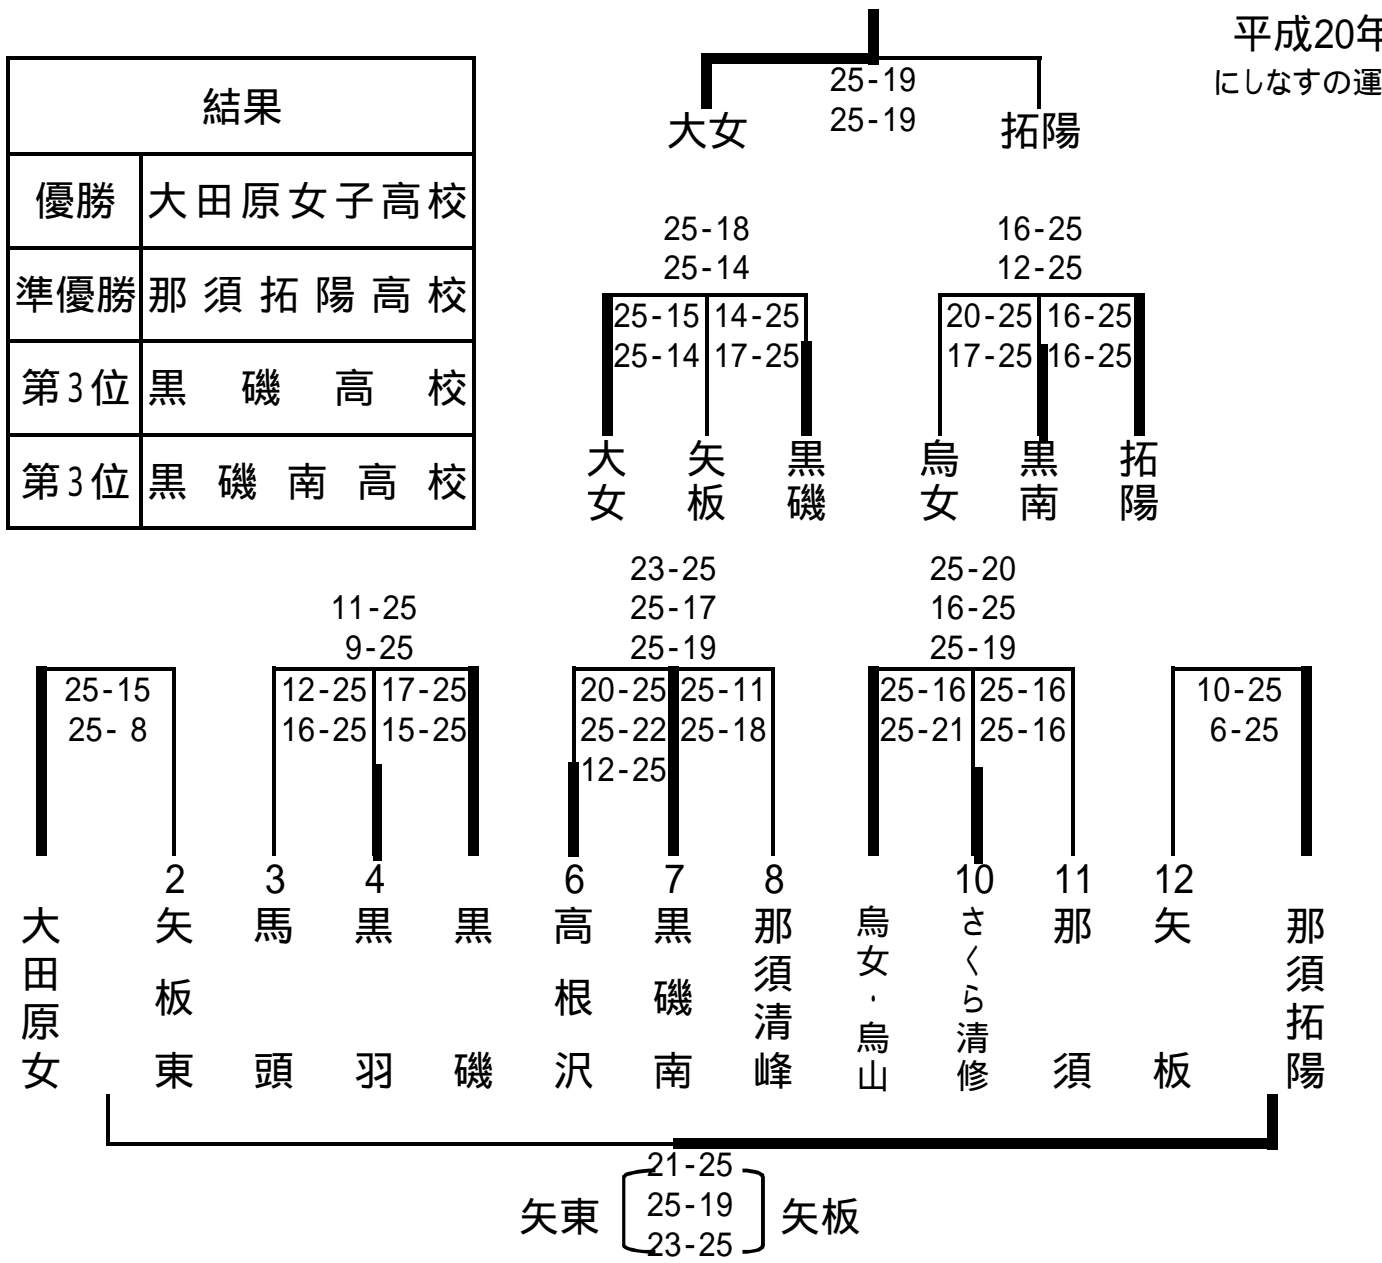 平成20年
にしなすの運
結果
優勝 大田原女子高校
準優勝 那須拓陽高校
第3位 黒磯高校
第3位 黒磯南高校
25-19
25-19
大女 拓陽
25-18 16-25
25-14 12-25
25-15 14-25 20-25 16-25
25-14 17-25 17-25 16-25
大女 矢板 黒磯 烏女 黒南 拓陽
23-25 25-20
11-25 25-17 16-25
9-25 25-19 25-19
25-15 12-25 17-25 20-25 25-11 25-16 25-16 10-25
25- 8 16-25 15-25 25-22 25-18 25-21 25-16 6-25
12-25
2 3 4 6 7 8 10 11 12
大田原女 矢板東 馬頭 黒羽 黒磯 高根沢 黒磯南 那須清峰 烏女・烏山 さくら清修 那須 矢板 那須拓陽
21-25
矢東 25-19 矢板
23-25